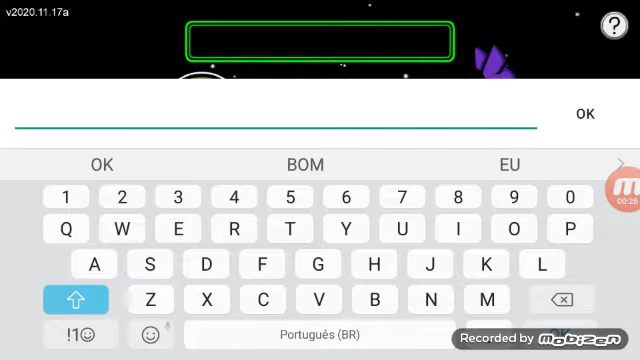 v2020.11.17a
?
OK
OK BOM EU
00:26
1 2 3 4 5 6 7 8 9 0
Q W E R T Y U I O P
A S D F G H J K L
Z X C V B N M
!1☺ Português (BR)
Recorded by mobizen